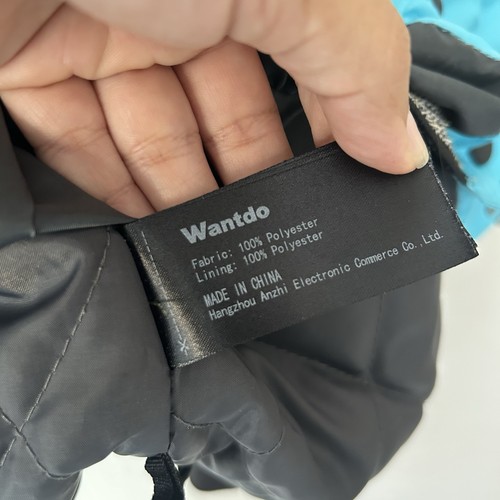 Wantdo
Fabric: 100% Polyester
Lining: 100% Polyester
MADE IN CHINA
Hangzhou Anzhi Electronic Commerce Co.,Ltd.